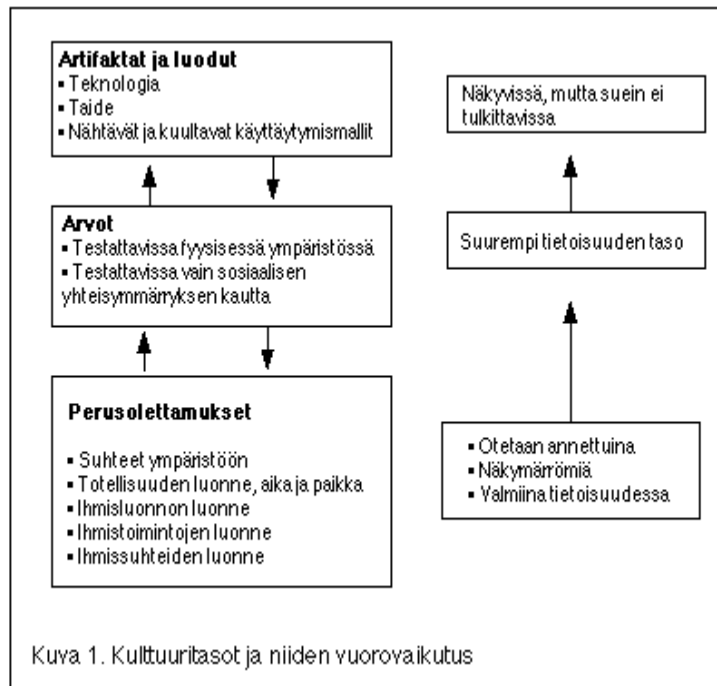 Artifaktat ja luodut
▪ Teknologia
▪ Taide
▪ Nähtävät ja kuultavat käyttäytymismallit
Arvot
▪ Testattavissa fyysisessä ympäristössä
▪ Testattavissa vain sosiaalisen
yhteisymmärryksen kautta
Perusolettamukset
▪ Suhteet ympäristöön
▪ Totellisuuden luonne, aika ja paikka
▪ Ihmisluonnon luonne
▪ Ihmistoimintojen luonne
▪ Ihmissuhteiden luonne
Näkyvissä, mutta suein ei
tulkittavissa
Suurempi tietoisuuden taso
▪ Otetaan annettuina
▪ Näkymärrömiä
▪ Valmiina tietoisuudessa
Kuva 1. Kulttuuritasot ja niiden vuorovaikutus